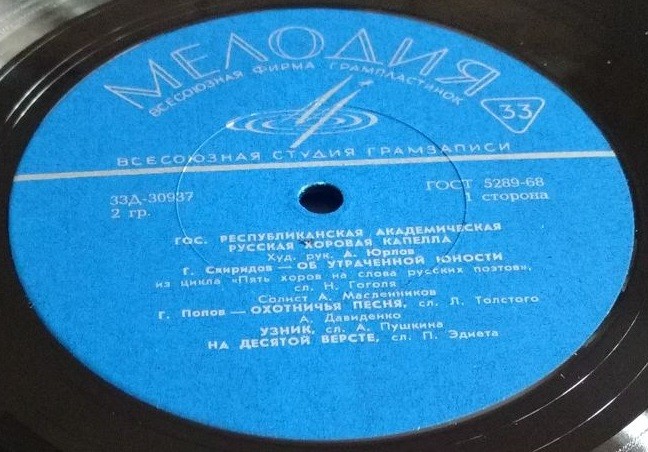 МЕЛОДИЯ
ВСЕСОЮЗНАЯ ФИРМА ГРАМПЛАСТИНОК
33
ВСЕСОЮЗНАЯ СТУДИЯ ГРАМЗАПИСИ
33Д-30937
ГОСТ 5289-68
2 гр.
1 сторона
ГОС. РЕСПУБЛИКАНСКАЯ АКАДЕМИЧЕСКАЯ
РУССКАЯ ХОРОВАЯ КАПЕЛЛА
Худ. рук. А. Юрлов
Г. Свиридов — ОБ УТРАЧЕННОЙ ЮНОСТИ
из цикла «Пять хоров на слова русских поэтов»,
сл. Н. Гоголя
Солист А. Масленников
Г. Попов — ОХОТНИЧЬЯ ПЕСНЯ, сл. Л. Толстого
А. Давиденко
УЗНИК, сл. А. Пушкина
НА ДЕСЯТОЙ ВЕРСТЕ, сл. П. Эдиета